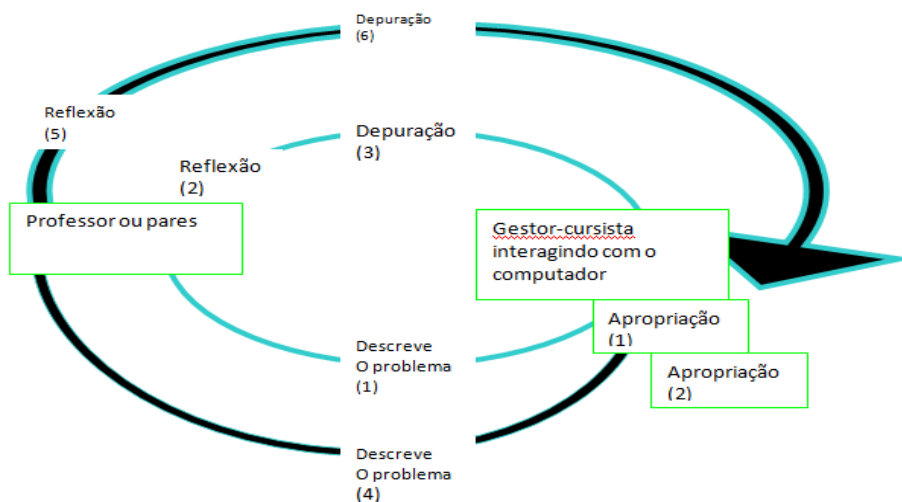 Depuração
(6)
Reflexão
(5)
Depuração
(3)
Reflexão
(2)
Professor ou pares
Gestor-cursista
interagindo com o
computador
Apropriação
(1)
Apropriação
(2)
Descreve
O problema
(1)
Descreve
O problema
(4)